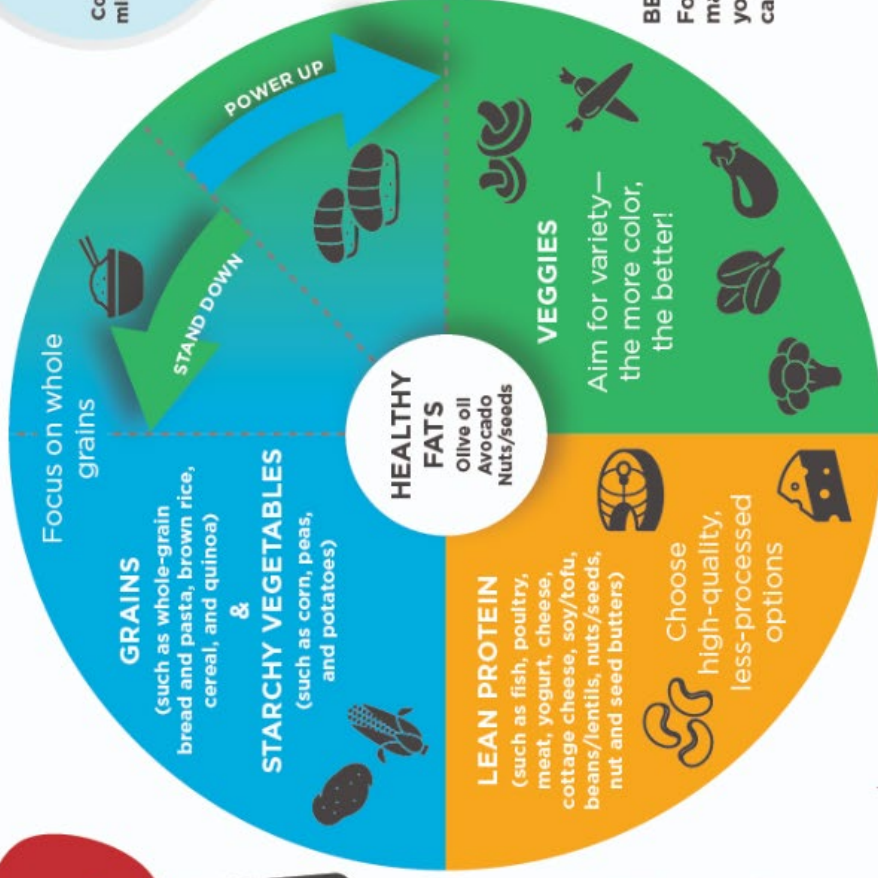 POWER UP
STAND DOWN
Focus on whole
grains
GRAINS
(such as whole-grain
bread and pasta, brown rice,
cereal, and quinoa)
&
STARCHY VEGETABLES
(such as corn, peas,
and potatoes)
HEALTHY
FATS
Olive oil
Avocado
Nuts/seeds
VEGGIES
Aim for variety—
the more color,
the better!
LEAN PROTEIN
(such as fish, poultry,
meat, yogurt, cheese,
cottage cheese, soy/tofu,
beans/lentils, nuts/seeds,
nut and seed butters)
Choose
high-quality,
less-processed
options